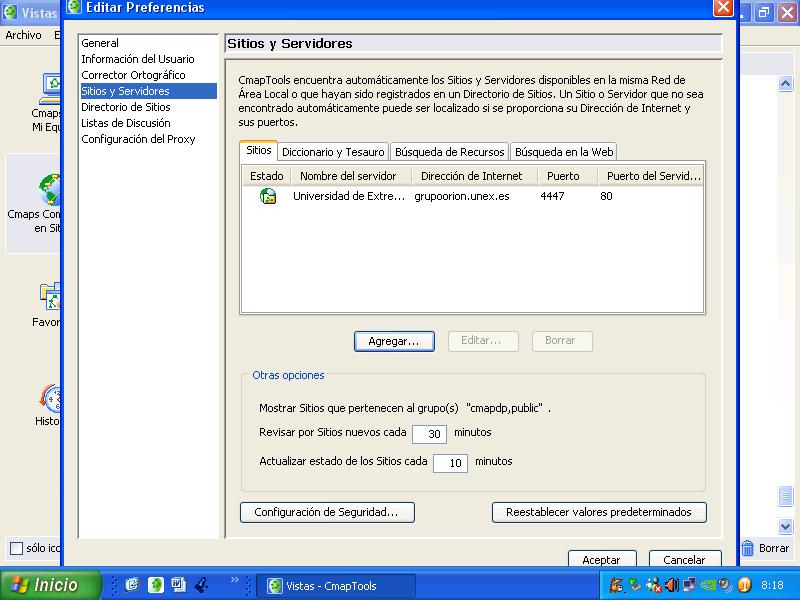 Vistas
Editar Preferencias
Archivo
General
Información del Usuario
Corrector Ortográfico
Sitios y Servidores
Directorio de Sitios
Listas de Discusión
Configuración del Proxy
Sitios y Servidores
CmapTools encuentra automáticamente los Sitios y Servidores disponibles en la misma Red de
Área Local o que hayan sido registrados en un Directorio de Sitios. Un Sitio o Servidor que no sea
encontrado automáticamente puede ser localizado si se proporciona su Dirección de Internet y
sus puertos.
Sitios Diccionario y Tesauro Búsqueda de Recursos Búsqueda en la Web
Estado Nombre del servidor Dirección de Internet Puerto Puerto del Servid...
Universidad de Extre... grupoorion.unex.es 4447 80
Agregar... Editar... Borrar
Otras opciones
Mostrar Sitios que pertenecen al grupo(s) "cmapdp,public" .
Revisar por Sitios nuevos cada 30 minutos
Actualizar estado de los Sitios cada 10 minutos
Configuración de Seguridad... Reestablecer valores predeterminados
Aceptar Cancelar
Cmaps
Mi Equ
Cmaps Com
en Siti
Favor
Histo
sólo ico
Borrar
Inicio
Vistas - CmapTools
8:18